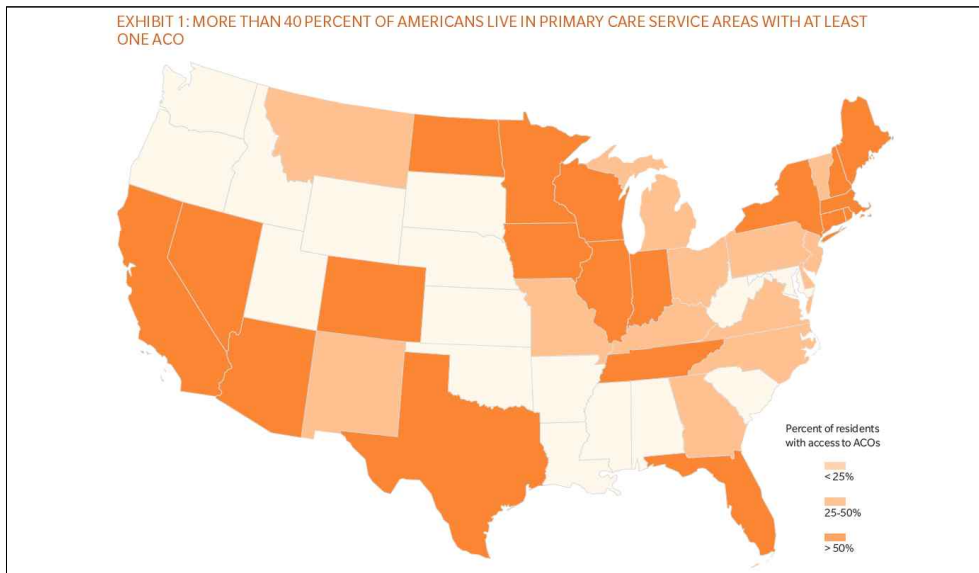 EXHIBIT 1: MORE THAN 40 PERCENT OF AMERICANS LIVE IN PRIMARY CARE SERVICE AREAS WITH AT LEAST
ONE ACO
Percent of residents
with access to ACOs
< 25%
25-50%
> 50%